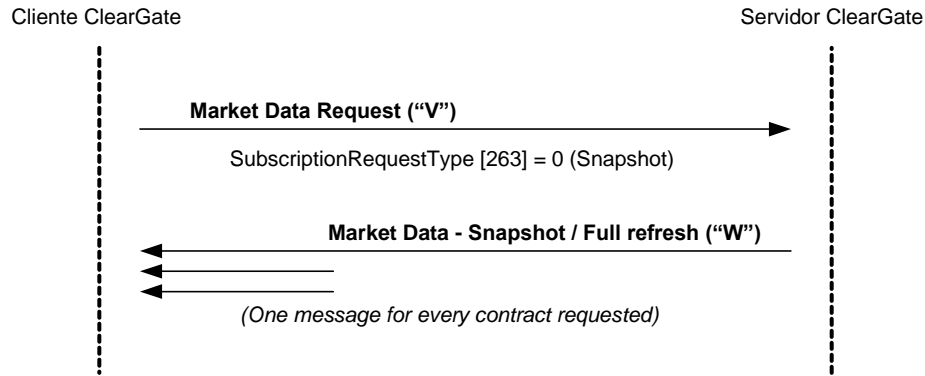 Cliente ClearGate
Servidor ClearGate
Market Data Request (“V”)
SubscriptionRequestType [263] = 0 (Snapshot)
Market Data - Snapshot / Full refresh (“W”)
(One message for every contract requested)